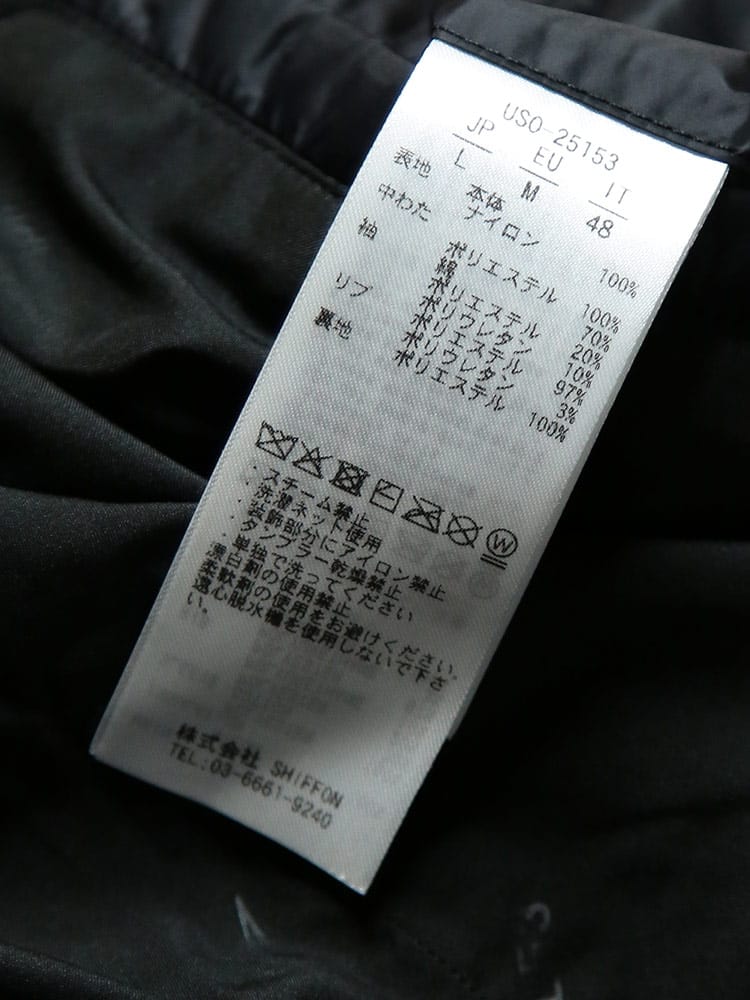 USO-25153
JP EU IT
L M 48
表地 本体
ナイロン 100%
中わた ポリエステル 100%
袖 綿 70%
ポリエステル 20%
ポリウレタン 10%
リブ ポリエステル 97%
ポリウレタン 3%
裏地 ポリエステル 100%
W
・スチーム禁止
・洗濯ネット使用
・装飾部分にアイロン禁止
・タンブラー乾燥禁止
・単独で洗ってください
漂白剤の使用禁止
柔軟剤の使用をお避けください。
遠心脱水機を使用しないで下さ
い。
株式会社 SHIFFON
TEL:03-6661-9240